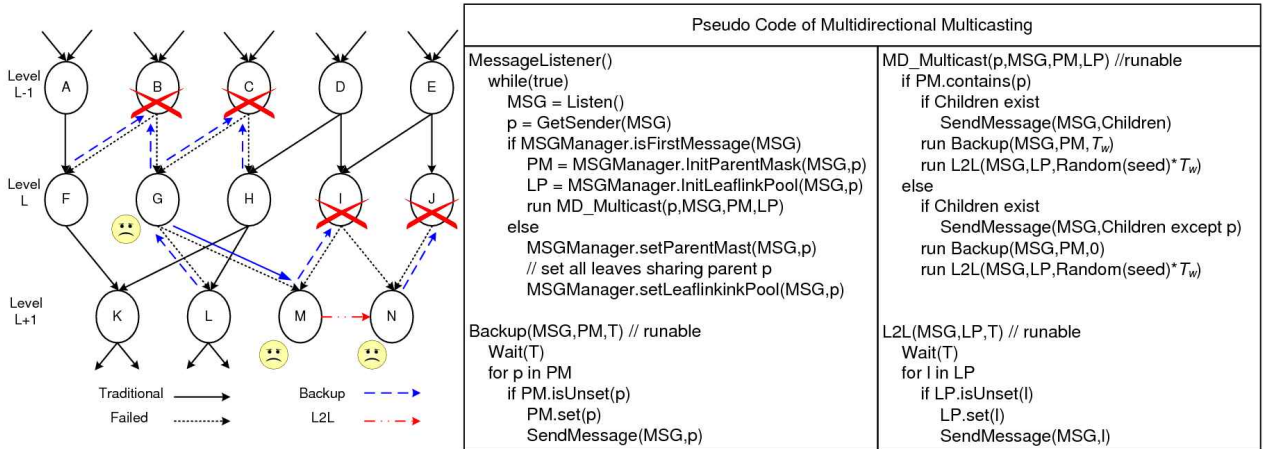 Level
L-1
A
B
C
D
E
Level
L
F
G
H
I
J
Level
L+1
K
L
M
N
Traditional
Backup
Failed
L2L
Pseudo Code of Multidirectional Multicasting
MessageListener()
while(true)
MSG = Listen()
p = GetSender(MSG)
if MSGManager.isFirstMessage(MSG)
PM = MSGManager.InitParentMask(MSG,p)
LP = MSGManager.InitLeaflinkPool(MSG,p)
run MD_Multicast(p,MSG,PM,LP)
else
MSGManager.setParentMast(MSG,p)
// set all leaves sharing parent p
MSGManager.setLeaflinkinkPool(MSG,p)
Backup(MSG,PM,T) // runable
Wait(T)
for p in PM
if PM.isUnset(p)
PM.set(p)
SendMessage(MSG,p)
MD_Multicast(p,MSG,PM,LP) //runable
if PM.contains(p)
if Children exist
SendMessage(MSG,Children)
run Backup(MSG,PM,Tw)
run L2L(MSG,LP,Random(seed)*Tw)
else
if Children exist
SendMessage(MSG,Children except p)
run Backup(MSG,PM,0)
run L2L(MSG,LP,Random(seed)*Tw)
L2L(MSG,LP,T) // runable
Wait(T)
for l in LP
if LP.isUnset(l)
LP.set(l)
SendMessage(MSG,l)